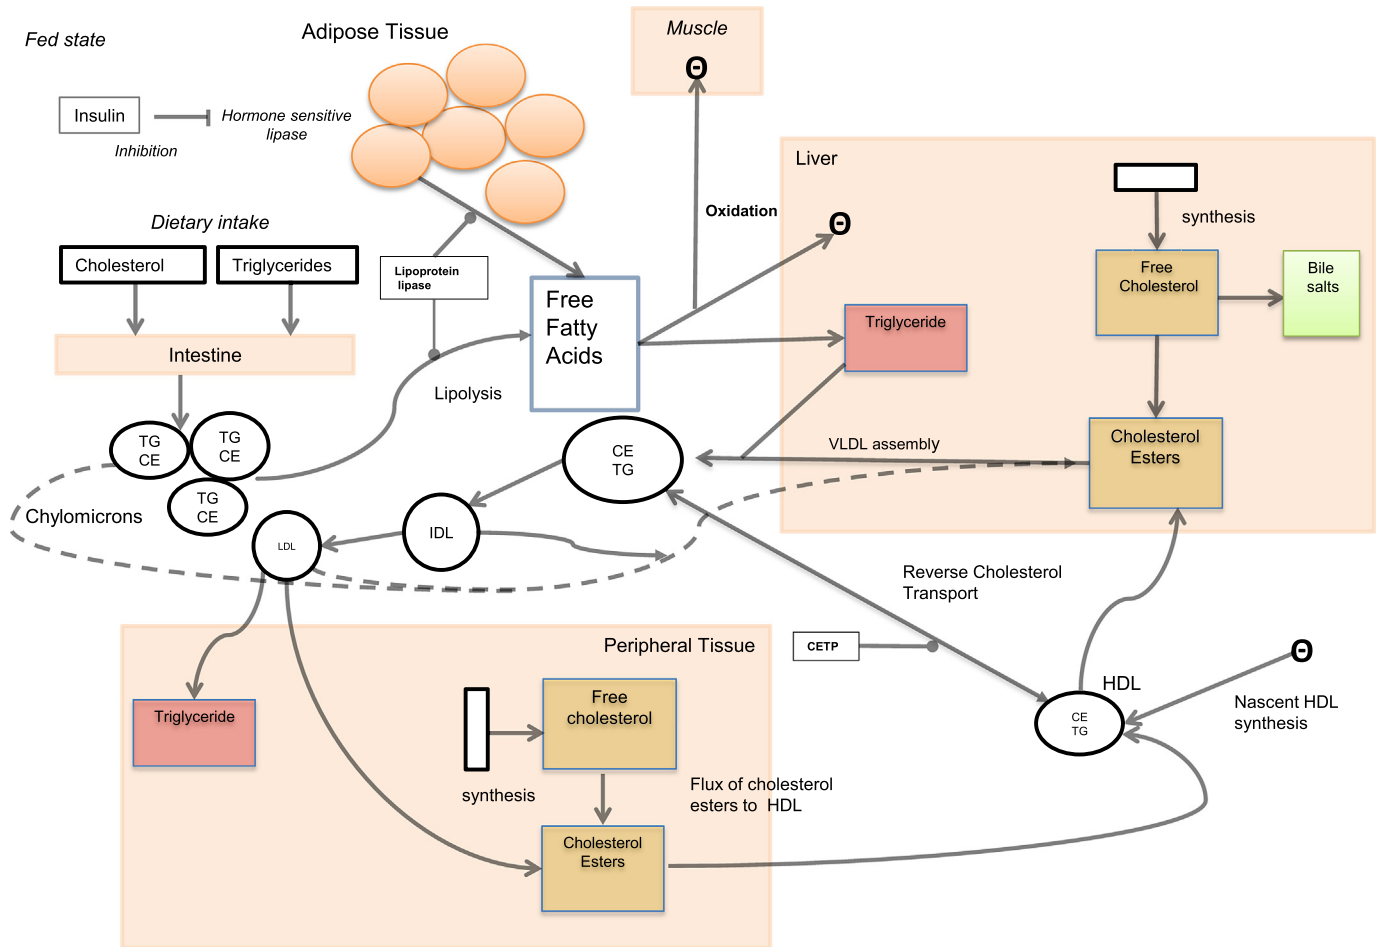 Fed state
Adipose Tissue
Muscle
Θ
Insulin
Hormone sensitive
lipase
Inhibition
Liver
Oxidation
Θ
synthesis
Dietary intake
Cholesterol
Triglycerides
Lipoprotein
lipase
Free
Fatty
Acids
Free
Cholesterol
Bile
salts
Triglyceride
Intestine
Lipolysis
TG
CE
TG
CE
TG
CE
Chylomicrons
CE
TG
VLDL assembly
Cholesterol
Esters
LDL
IDL
Reverse Cholesterol
Transport
CETP
Θ
HDL
CE
TG
Nascent HDL
synthesis
Peripheral Tissue
Triglyceride
Free
cholesterol
synthesis
Flux of cholesterol
esters to HDL
Cholesterol
Esters